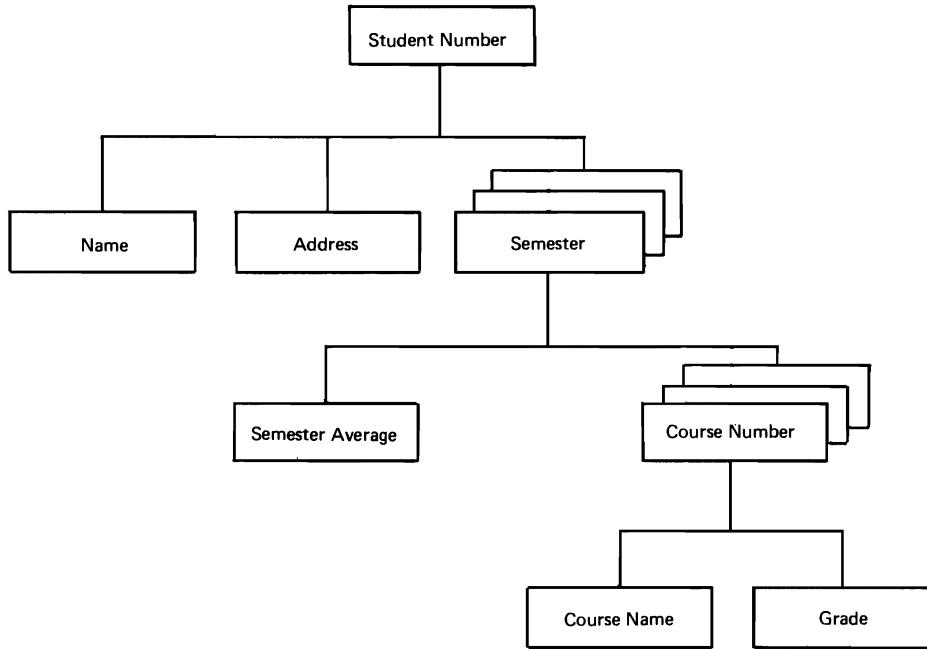 Student Number
Name
Address
Semester
Semester Average
Course Number
Course Name
Grade